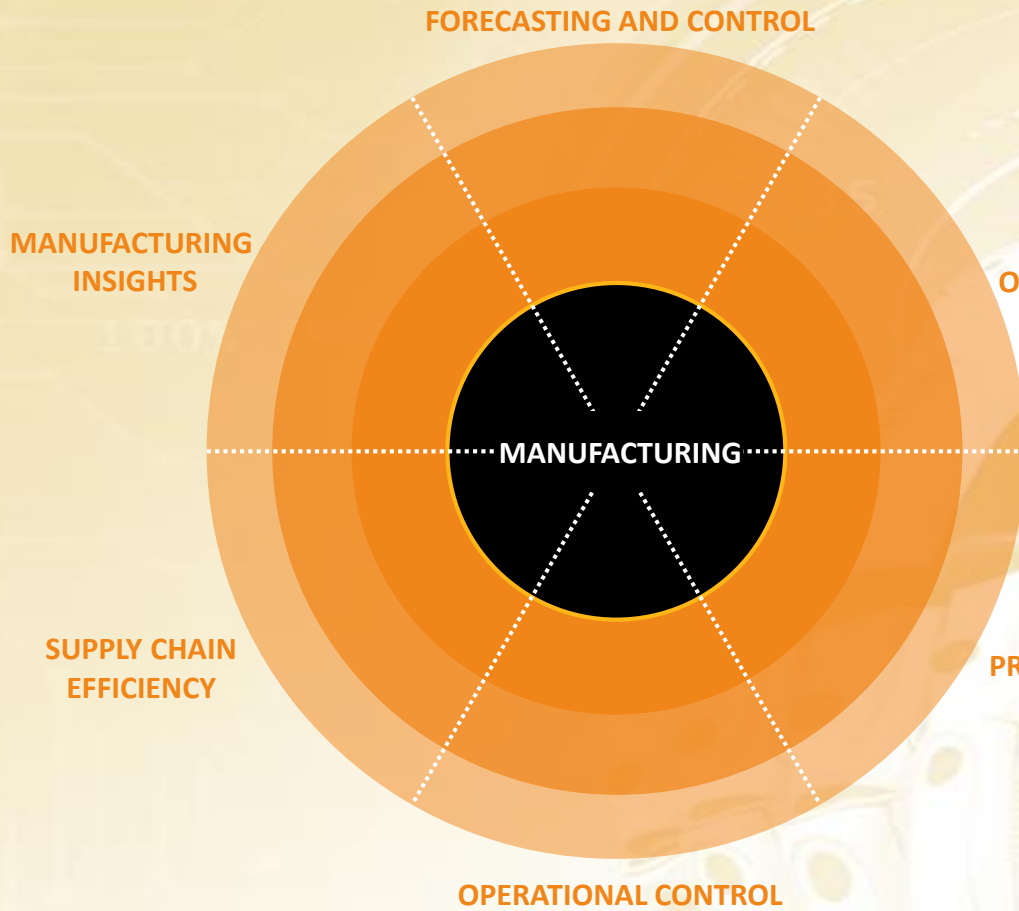 FORECASTING AND CONTROL
MANUFACTURING
INSIGHTS
MANUFACTURING
SUPPLY CHAIN
EFFICIENCY
OPERATIONAL CONTROL